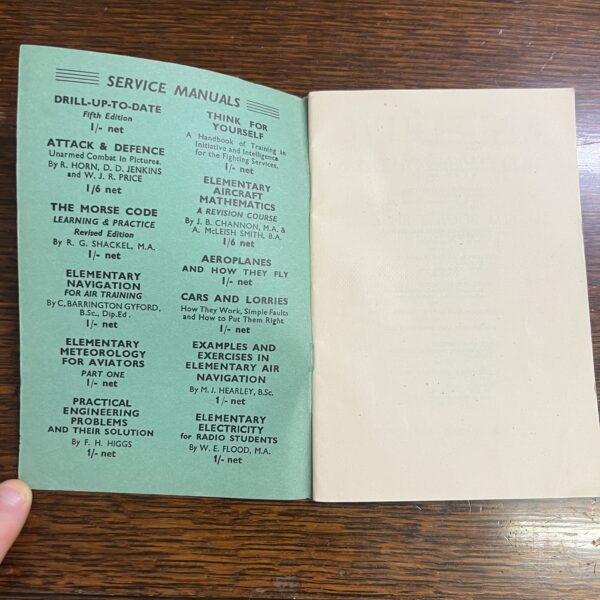 SERVICE MANUALS
DRILL-UP-TO-DATE
Fifth Edition
1/- net
ATTACK & DEFENCE
Unarmed Combat in Pictures.
By R. HORN, D. D. JENKINS
and W. J. R. PRICE
1/6 net
THE MORSE CODE
LEARNING & PRACTICE
Revised Edition
By R. G. SHACKEL, M.A.
1/- net
ELEMENTARY
NAVIGATION
FOR AIR TRAINING
By C. BARRINGTON GYFORD,
B.Sc., Dip.Ed.
1/- net
ELEMENTARY
METEOROLOGY
FOR AVIATORS
PART ONE
1/- net
PRACTICAL
ENGINEERING
PROBLEMS
AND THEIR SOLUTION
By F. H. HIGGS
1/- net
THINK FOR
YOURSELF
A Handbook of Training in
Initiative and Intelligence
for the Fighting Services.
1/- net
ELEMENTARY
AIRCRAFT
MATHEMATICS
A REVISION COURSE
By J. B. CHANNON, M.A. &
A. McLEISH SMITH, B.A.
1/6 net
AEROPLANES
AND HOW THEY FLY
1/- net
CARS AND LORRIES
How They Work, Simple Faults
and How to Put Them Right
1/- net
EXAMPLES AND
EXERCISES IN
ELEMENTARY AIR
NAVIGATION
By M. J. HEARLEY, B.Sc.
1/- net
ELEMENTARY
ELECTRICITY
for RADIO STUDENTS
By W. E. FLOOD, M.A.
1/- net